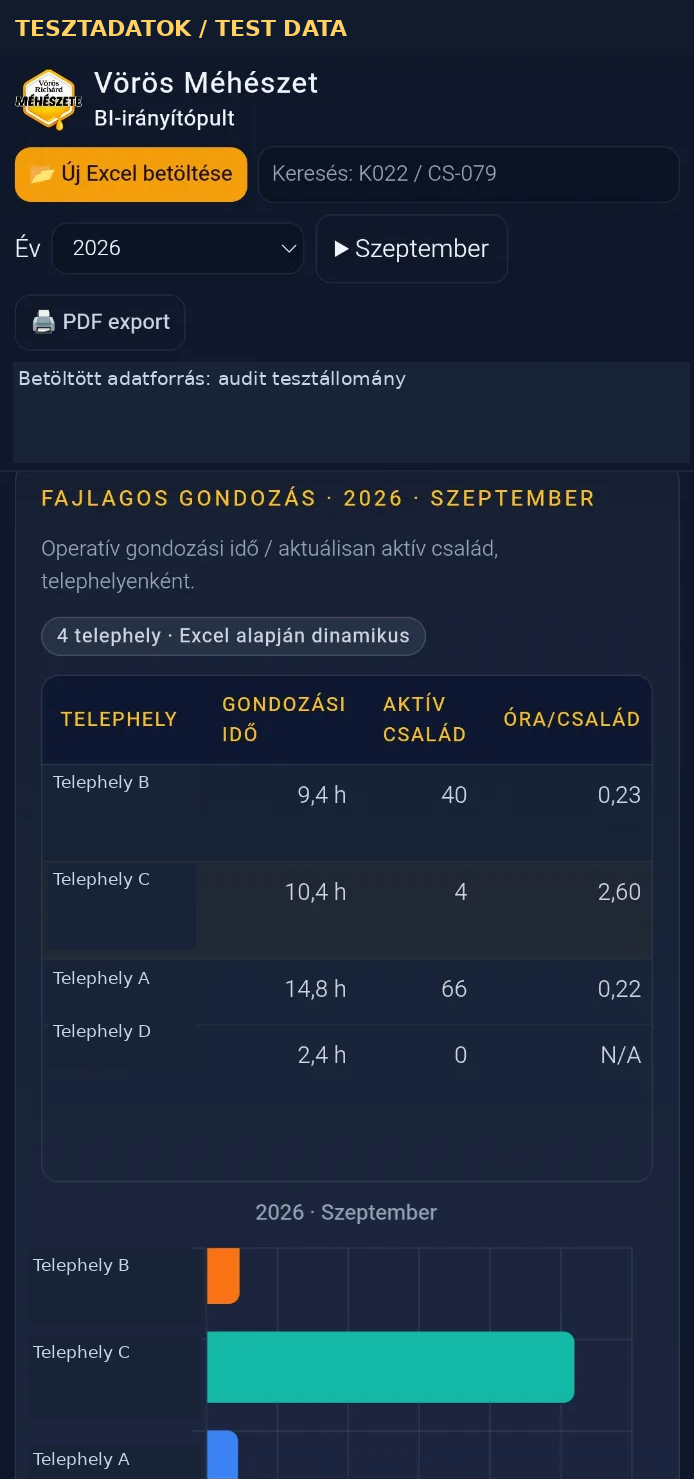 TESZTADATOK / TEST DATA
Vörös
Richárd
MÉHÉSZETE
Vörös Méhészet
BI-irányítópult
Új Excel betöltése
Keresés: K022 / CS-079
Év
2026
Szeptember
PDF export
Betöltött adatforrás: audit tesztállomány
FAJLAGOS GONDOZÁS · 2026 · SZEPTEMBER
Operatív gondozási idő / aktuálisan aktív család,
telephelyenként.
4 telephely · Excel alapján dinamikus
TELEPHELY GONDOZÁSI IDŐ AKTÍV CSALÁD ÓRA/CSALÁD
Telephely B 9,4 h 40 0,23
Telephely C 10,4 h 4 2,60
Telephely A 14,8 h 66 0,22
Telephely D 2,4 h 0 N/A
2026 · Szeptember
Telephely B
Telephely C
Telephely A